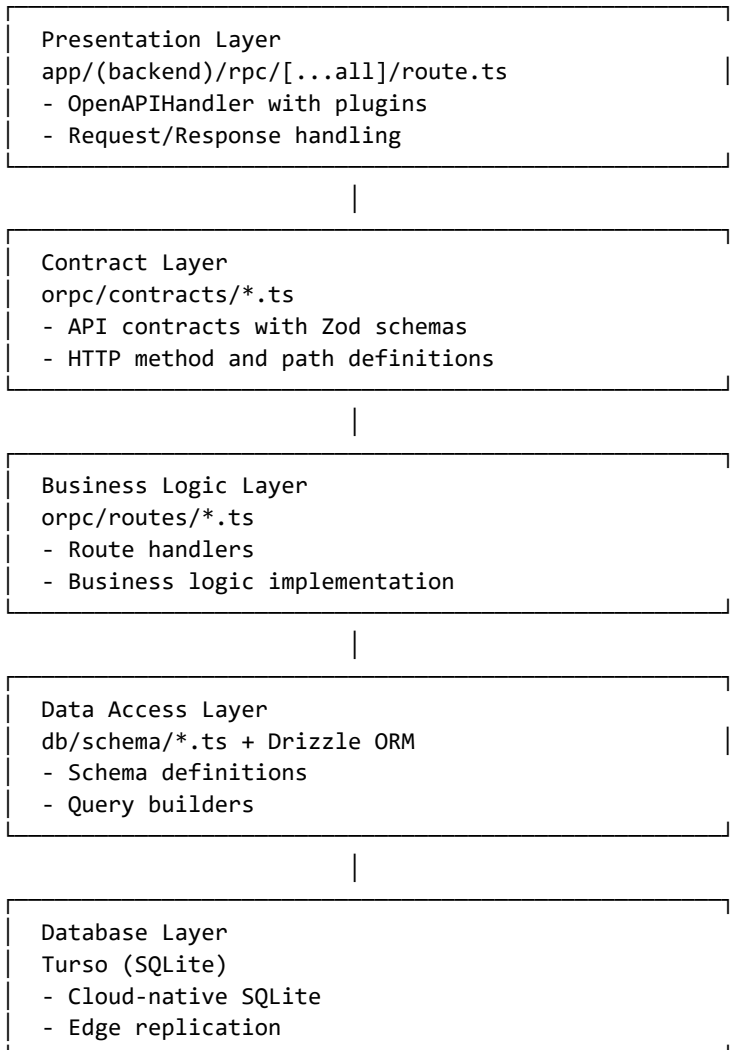 Presentation Layer
app/(backend)/rpc/[...all]/route.ts
- OpenAPIHandler with plugins
- Request/Response handling
Contract Layer
orpc/contracts/*.ts
- API contracts with Zod schemas
- HTTP method and path definitions
Business Logic Layer
orpc/routes/*.ts
- Route handlers
- Business logic implementation
Data Access Layer
db/schema/*.ts + Drizzle ORM
- Schema definitions
- Query builders
Database Layer
Turso (SQLite)
- Cloud-native SQLite
- Edge replication